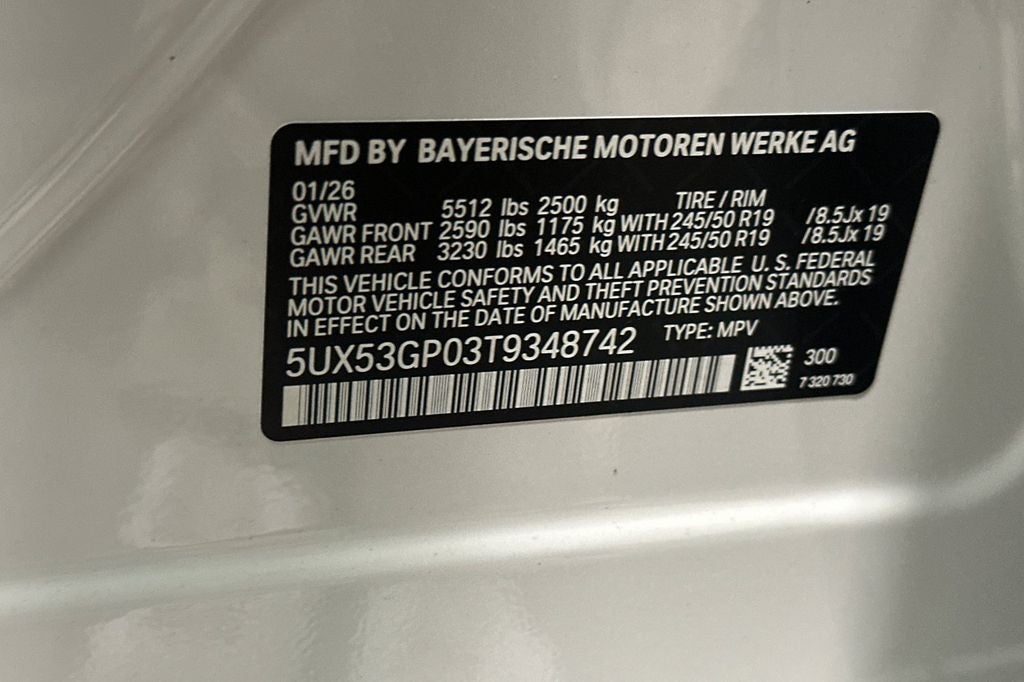 MFD BY BAYERISCHE MOTOREN WERKE AG
01/26
GVWR 5512 lbs 2500 kg TIRE / RIM
GAWR FRONT 2590 lbs 1175 kg WITH 245/50 R19 /8.5Jx 19
GAWR REAR 3230 lbs 1465 kg WITH 245/50 R19 /8.5Jx 19
THIS VEHICLE CONFORMS TO ALL APPLICABLE U. S. FEDERAL
MOTOR VEHICLE SAFETY AND THEFT PREVENTION STANDARDS
IN EFFECT ON THE DATE OF MANUFACTURE SHOWN ABOVE.
5UX53GP03T9348742 TYPE: MPV
300
7 320 730